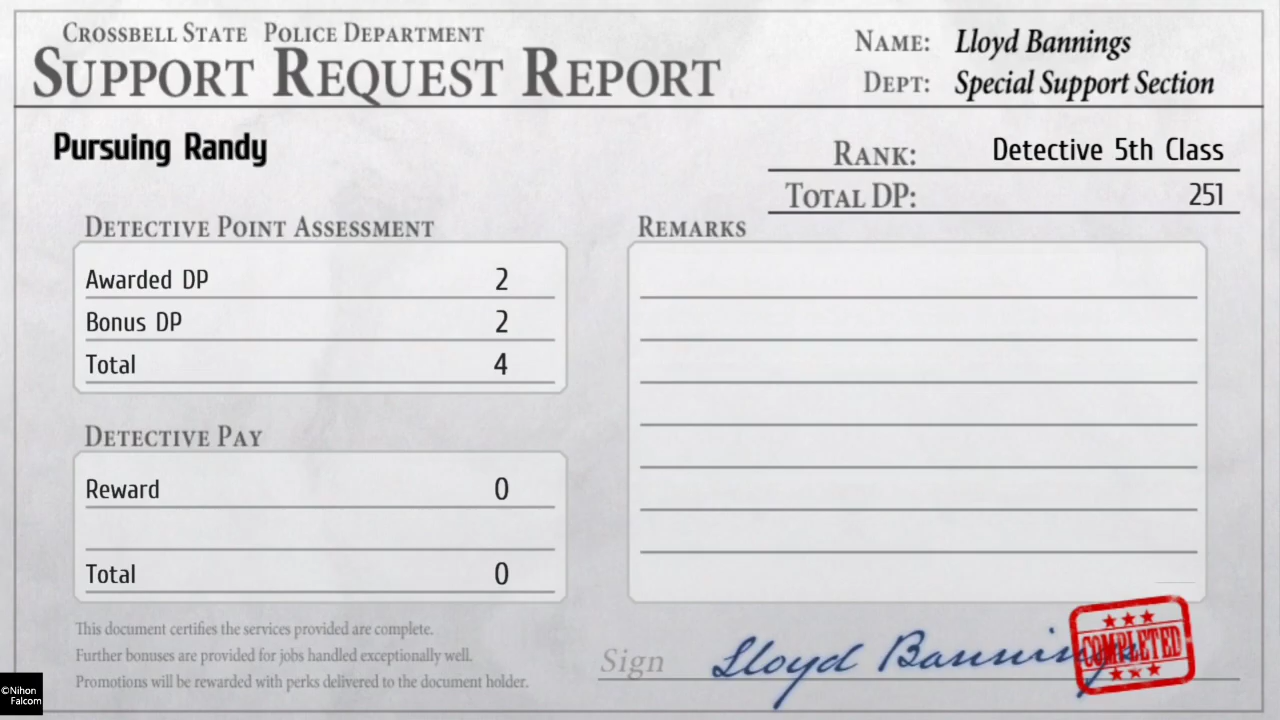 Crossbell State Police Department
Support Request Report
Name: Lloyd Bannings
Dept: Special Support Section
Pursuing Randy
Rank: Detective 5th Class
Total DP: 251
Detective Point Assessment
Awarded DP 2
Bonus DP 2
Total 4
Remarks
Detective Pay
Reward 0
Total 0
This document certifies the services provided are complete.
Further bonuses are provided for jobs handled exceptionally well.
Promotions will be rewarded with perks delivered to the document holder.
Sign Lloyd Bannings
COMPLETED
©Nihon
Falcom